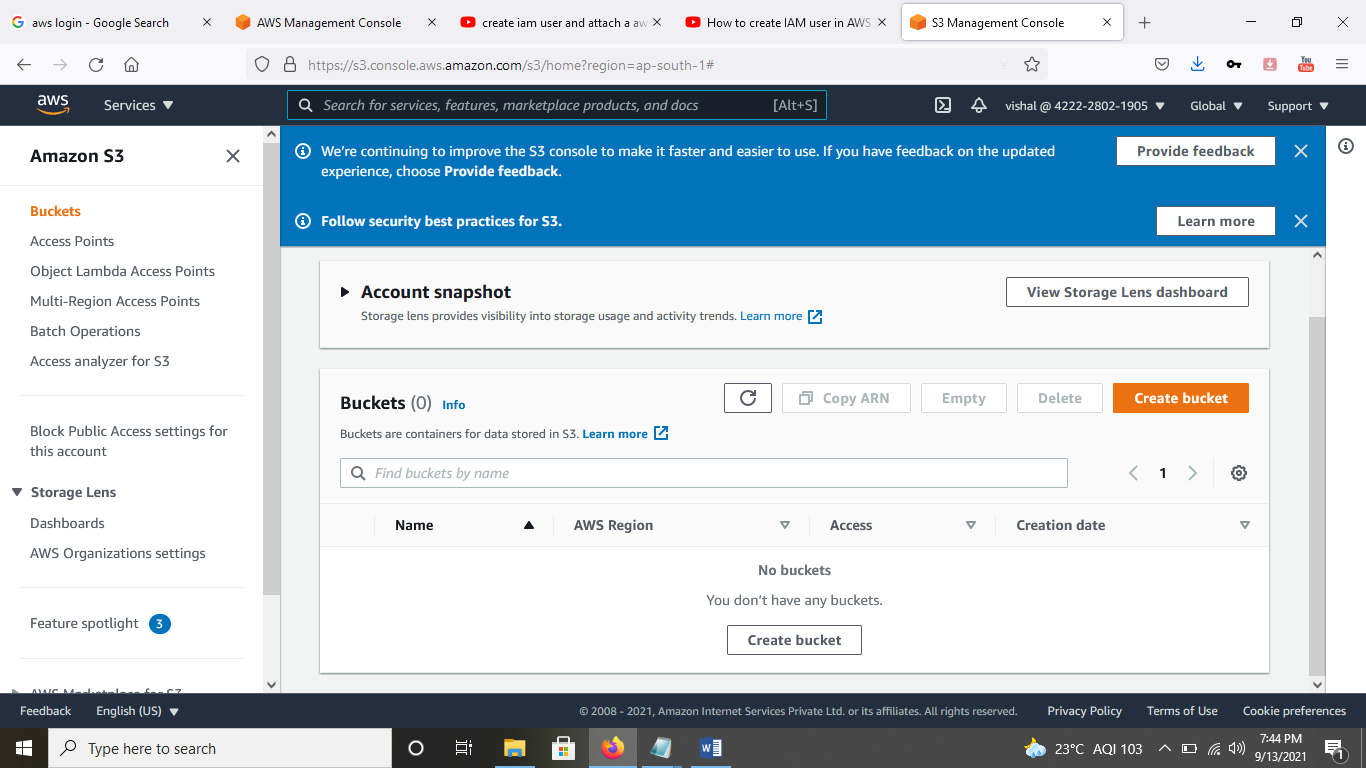 aws login - Google Search
AWS Management Console
create iam user and attach a aw
How to create IAM user in AWS
S3 Management Console
https://s3.console.aws.amazon.com/s3/home?region=ap-south-1#
You Tube
aws
Services
Search for services, features, marketplace products, and docs
[Alt+S]
vishal @ 4222-2802-1905
Global
Support
Amazon S3
Buckets
Access Points
Object Lambda Access Points
Multi-Region Access Points
Batch Operations
Access analyzer for S3
Block Public Access settings for
this account
Storage Lens
Dashboards
AWS Organizations settings
Feature spotlight 3
AWS Marketplace for S3
We're continuing to improve the S3 console to make it faster and easier to use. If you have feedback on the updated
experience, choose Provide feedback.
Provide feedback
Follow security best practices for S3.
Learn more
Account snapshot
View Storage Lens dashboard
Storage lens provides visibility into storage usage and activity trends. Learn more
Buckets (0) Info
Copy ARN
Empty
Delete
Create bucket
Buckets are containers for data stored in S3. Learn more
Find buckets by name
1
Name
AWS Region
Access
Creation date
No buckets
You don't have any buckets.
Create bucket
Feedback
English (US)
© 2008 - 2021, Amazon Internet Services Private Ltd. or its affiliates. All rights reserved.
Privacy Policy
Terms of Use
Cookie preferences
Type here to search
23°C AQI 103
7:44 PM
9/13/2021
1